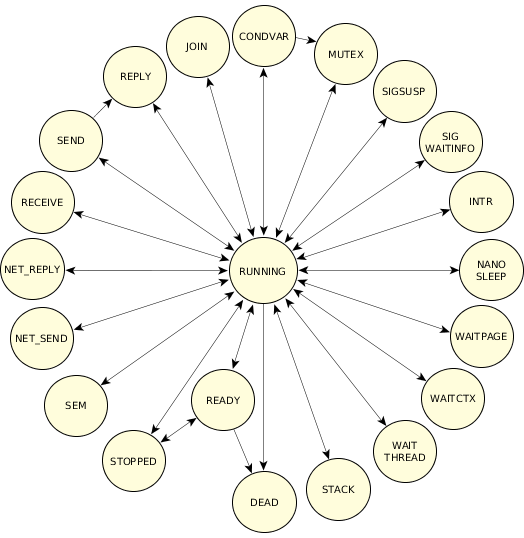 CONDVAR
JOIN
MUTEX
REPLY
SIGSUSP
SEND
SIG
WAITINFO
RECEIVE
INTR
NET_REPLY
RUNNING
NANO
SLEEP
NET_SEND
WAITPAGE
SEM
READY
WAITCTX
STOPPED
WAIT
THREAD
DEAD
STACK